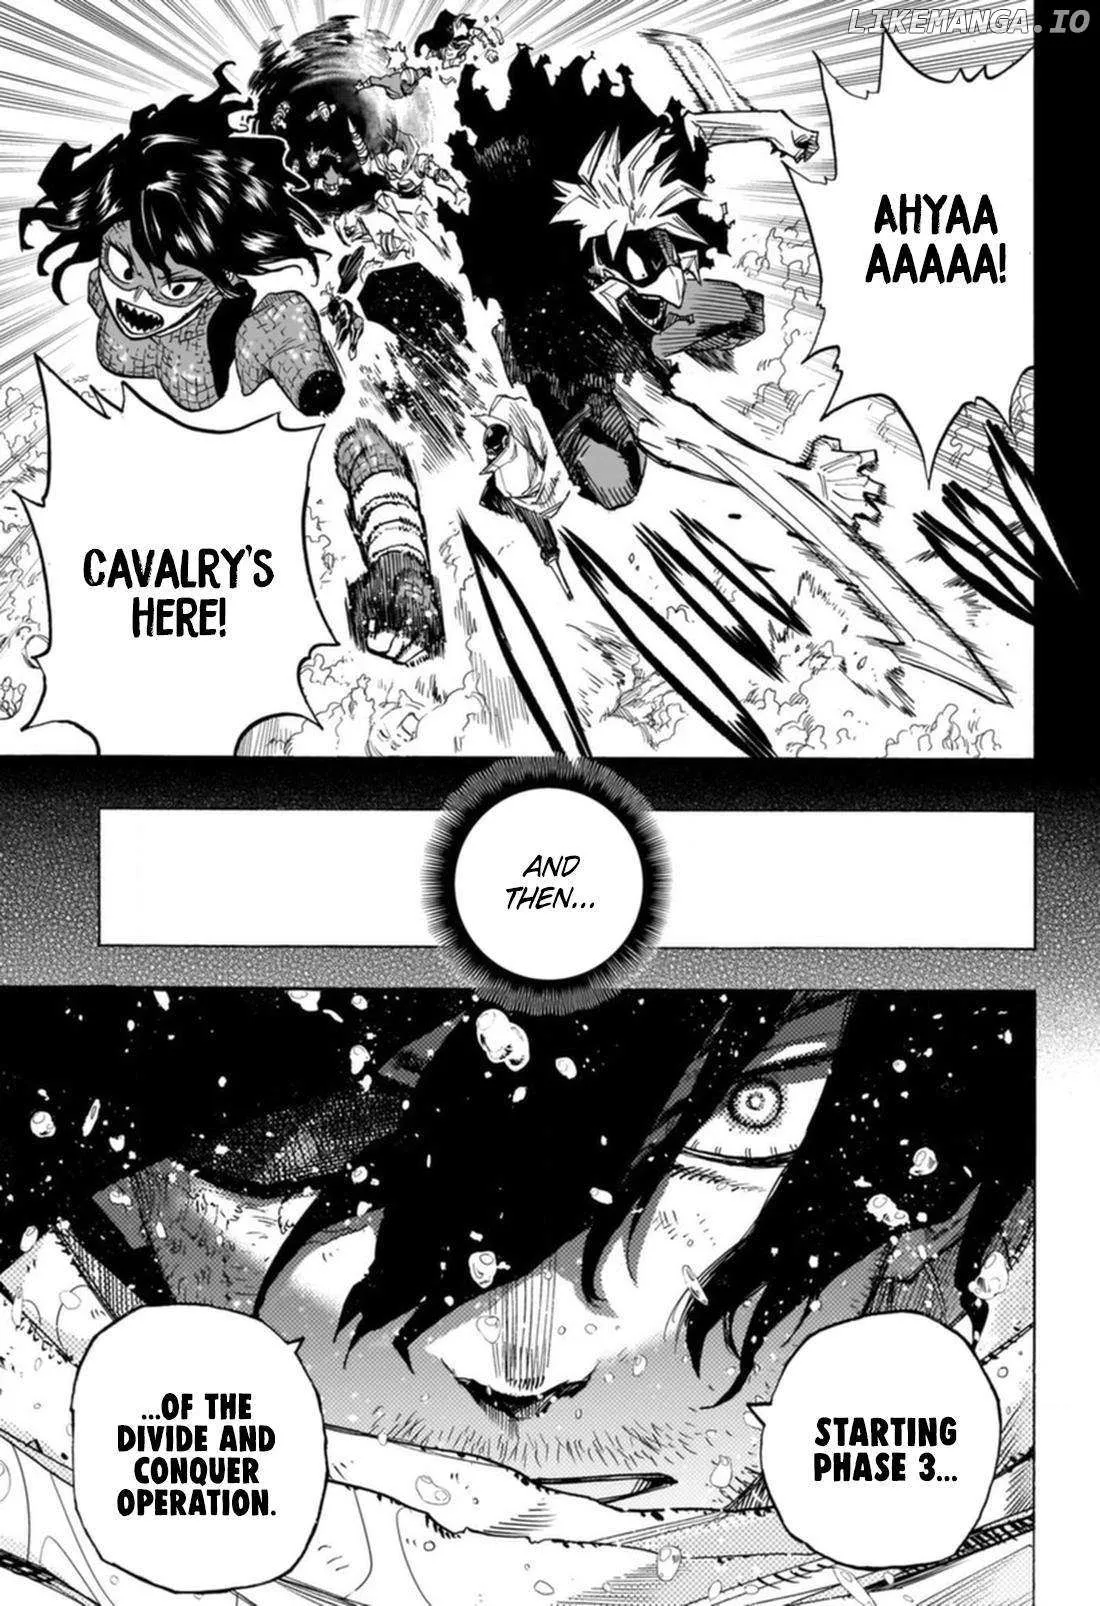 LIKEMANGA.IO
AHYAA
AAAAA!
CAVALRY'S
HERE!
AND
THEN...
STARTING
PHASE 3...
...OF THE
DIVIDE AND
CONQUER
OPERATION.